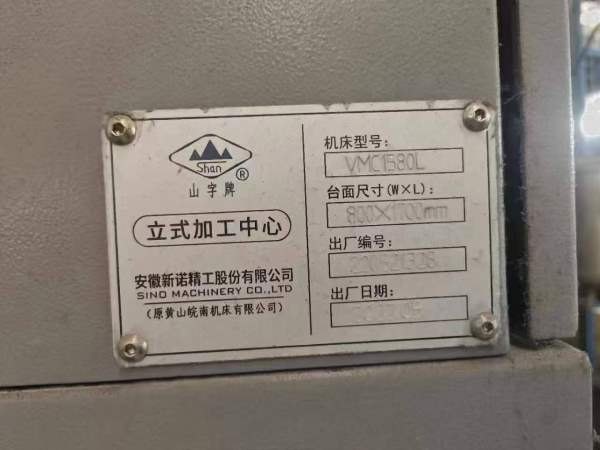 Shan
®
山字牌
立式加工中心
安徽新诺精工股份有限公司
SINO MACHINERY CO.,LTD
（原黄山皖南机床有限公司）
机床型号：
VMC1580L
台面尺寸(W×L)：
800×1700mm
出厂编号：
出厂日期：